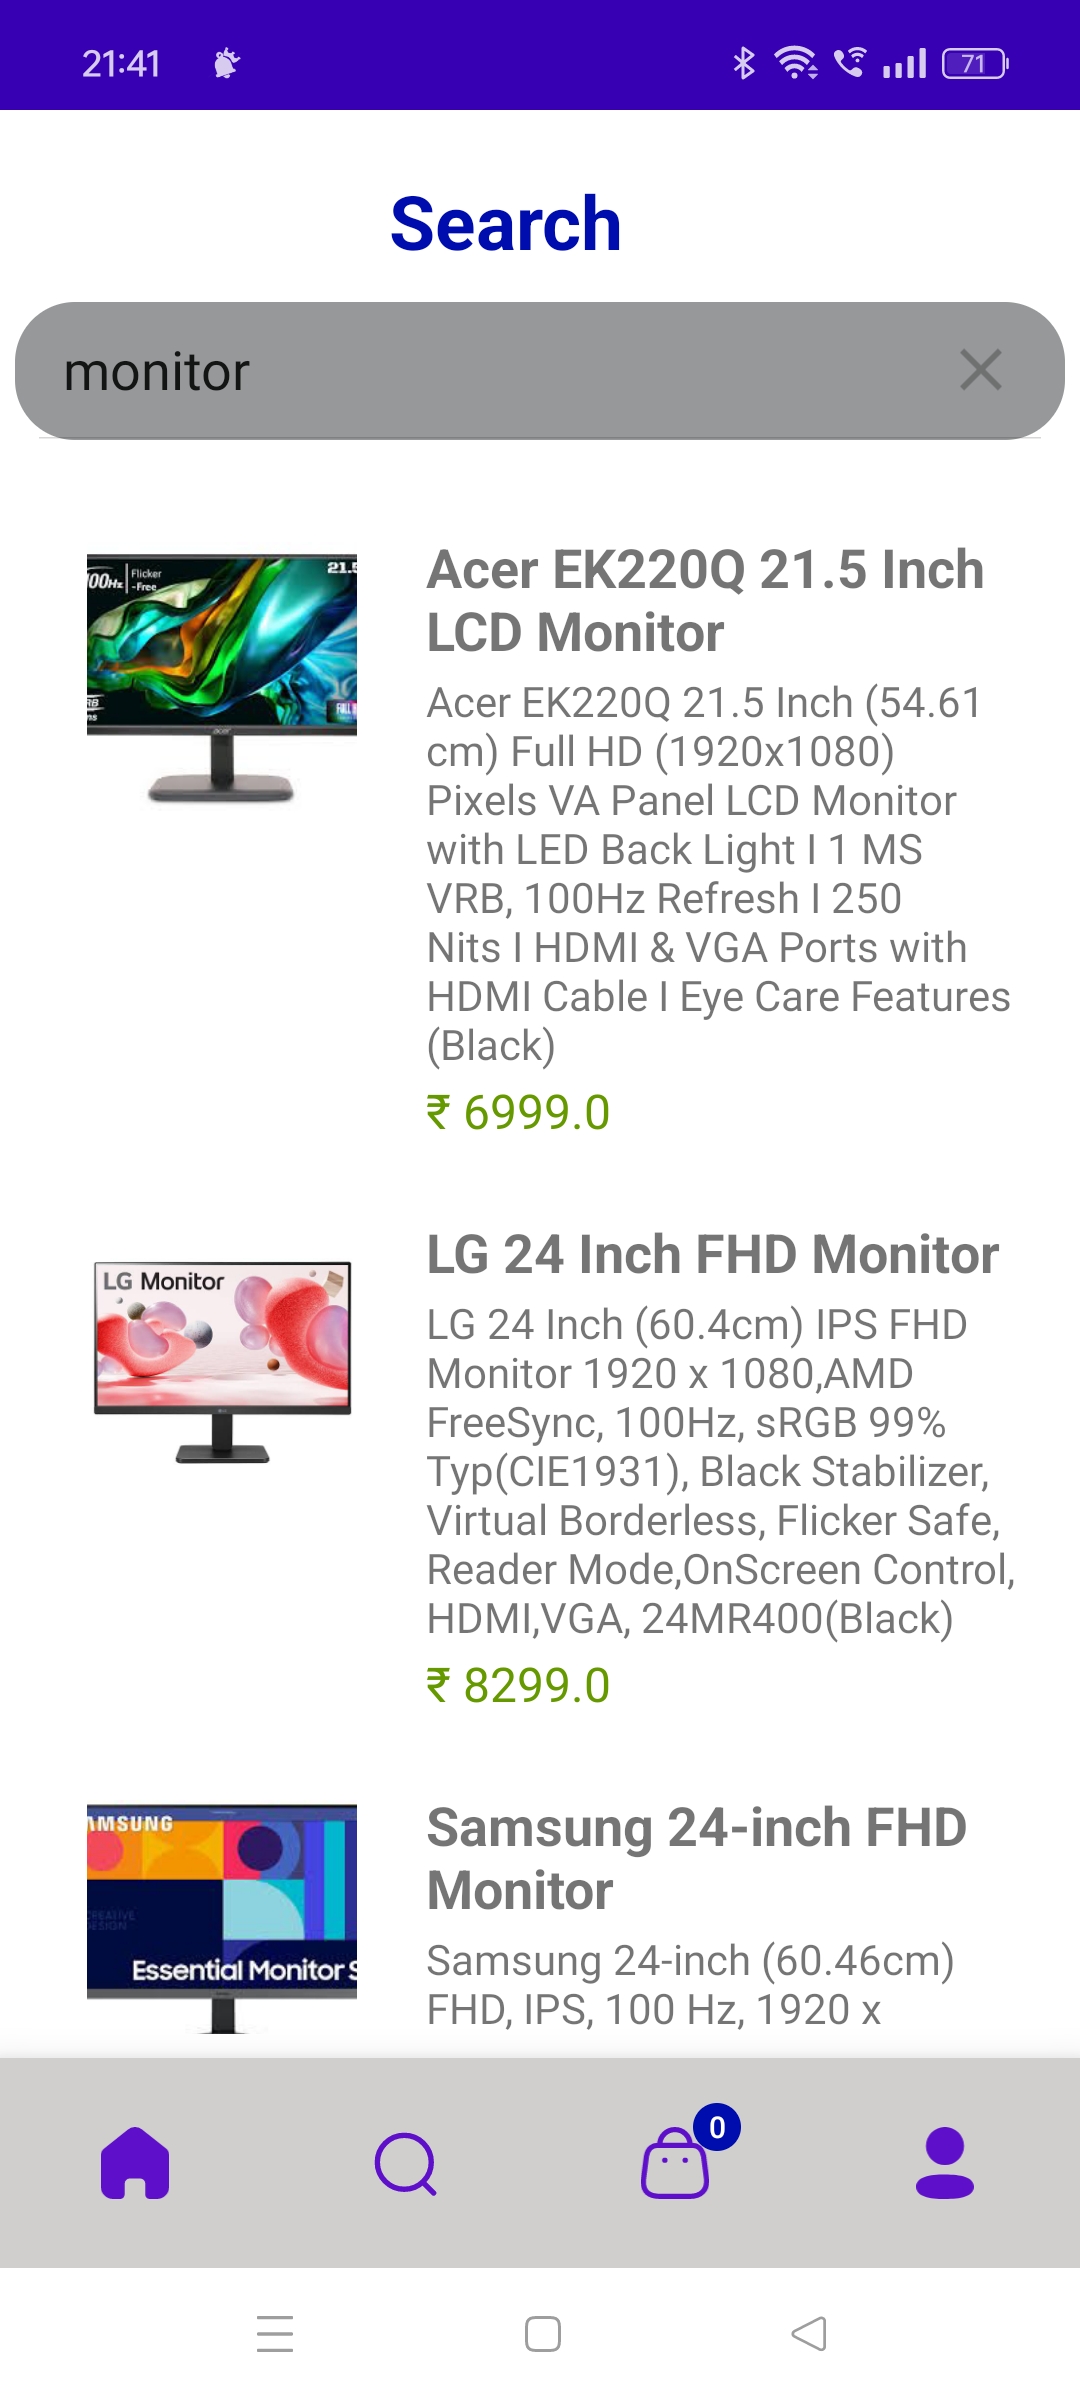 21:41
71
Search
monitor
100Hz Flicker
-Free
21.5
FULL
acer
Acer EK220Q 21.5 Inch
LCD Monitor
Acer EK220Q 21.5 Inch (54.61
cm) Full HD (1920x1080)
Pixels VA Panel LCD Monitor
with LED Back Light I 1 MS
VRB, 100Hz Refresh I 250
Nits I HDMI & VGA Ports with
HDMI Cable I Eye Care Features
(Black)
₹ 6999.0
LG Monitor
LG 24 Inch FHD Monitor
LG 24 Inch (60.4cm) IPS FHD
Monitor 1920 x 1080,AMD
FreeSync, 100Hz, sRGB 99%
Typ(CIE1931), Black Stabilizer,
Virtual Borderless, Flicker Safe,
Reader Mode,OnScreen Control,
HDMI,VGA, 24MR400(Black)
₹ 8299.0
AMSUNG
CREATIVE
DESIGN
Essential Monitor S
Samsung 24-inch FHD
Monitor
Samsung 24-inch (60.46cm)
FHD, IPS, 100 Hz, 1920 x
0